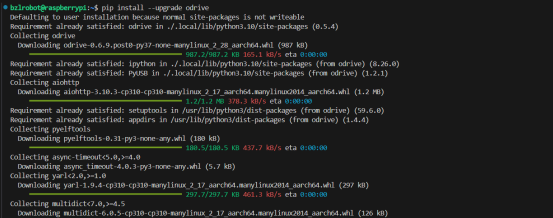 bzlrobot@raspberrypi:~$ pip install --upgrade odrive
Defaulting to user installation because normal site-packages is not writeable
Requirement already satisfied: odrive in ./.local/lib/python3.10/site-packages (0.5.4)
Collecting odrive
Downloading odrive-0.6.9.post0-py37-none-manylinux_2_28_aarch64.whl (987 kB)
987.2/987.2 KB 165.1 kB/s eta 0:00:00
Requirement already satisfied: ipython in ./.local/lib/python3.10/site-packages (from odrive) (8.26.0)
Requirement already satisfied: PyUSB in ./.local/lib/python3.10/site-packages (from odrive) (1.2.1)
Collecting aiohttp
Downloading aiohttp-3.10.3-cp310-cp310-manylinux_2_17_aarch64.manylinux2014_aarch64.whl (1.2 MB)
1.2/1.2 MB 378.3 kB/s eta 0:00:00
Requirement already satisfied: setuptools in /usr/lib/python3/dist-packages (from odrive) (59.6.0)
Requirement already satisfied: appdirs in /usr/lib/python3/dist-packages (from odrive) (1.4.4)
Collecting pyelftools
Downloading pyelftools-0.31-py3-none-any.whl (180 kB)
180.5/180.5 KB 437.7 kB/s eta 0:00:00
Collecting async-timeout<5.0,>=4.0
Downloading async_timeout-4.0.3-py3-none-any.whl (5.7 kB)
Collecting yarl<2.0,>=1.0
Downloading yarl-1.9.4-cp310-cp310-manylinux_2_17_aarch64.manylinux2014_aarch64.whl (297 kB)
297.7/297.7 KB 461.3 kB/s eta 0:00:00
Collecting multidict<7.0,>=4.5
Downloading multidict-6.0.5-cp310-cp310-manylinux_2_17_aarch64.manylinux2014_aarch64.whl (126 kB)